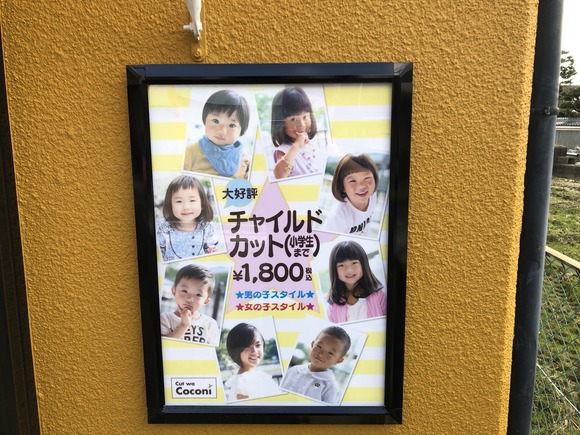 大好評
チャイルド
カット(小学生まで)
¥1,800税込
★男の子スタイル★
★女の子スタイル★
Cut wa
Coconi